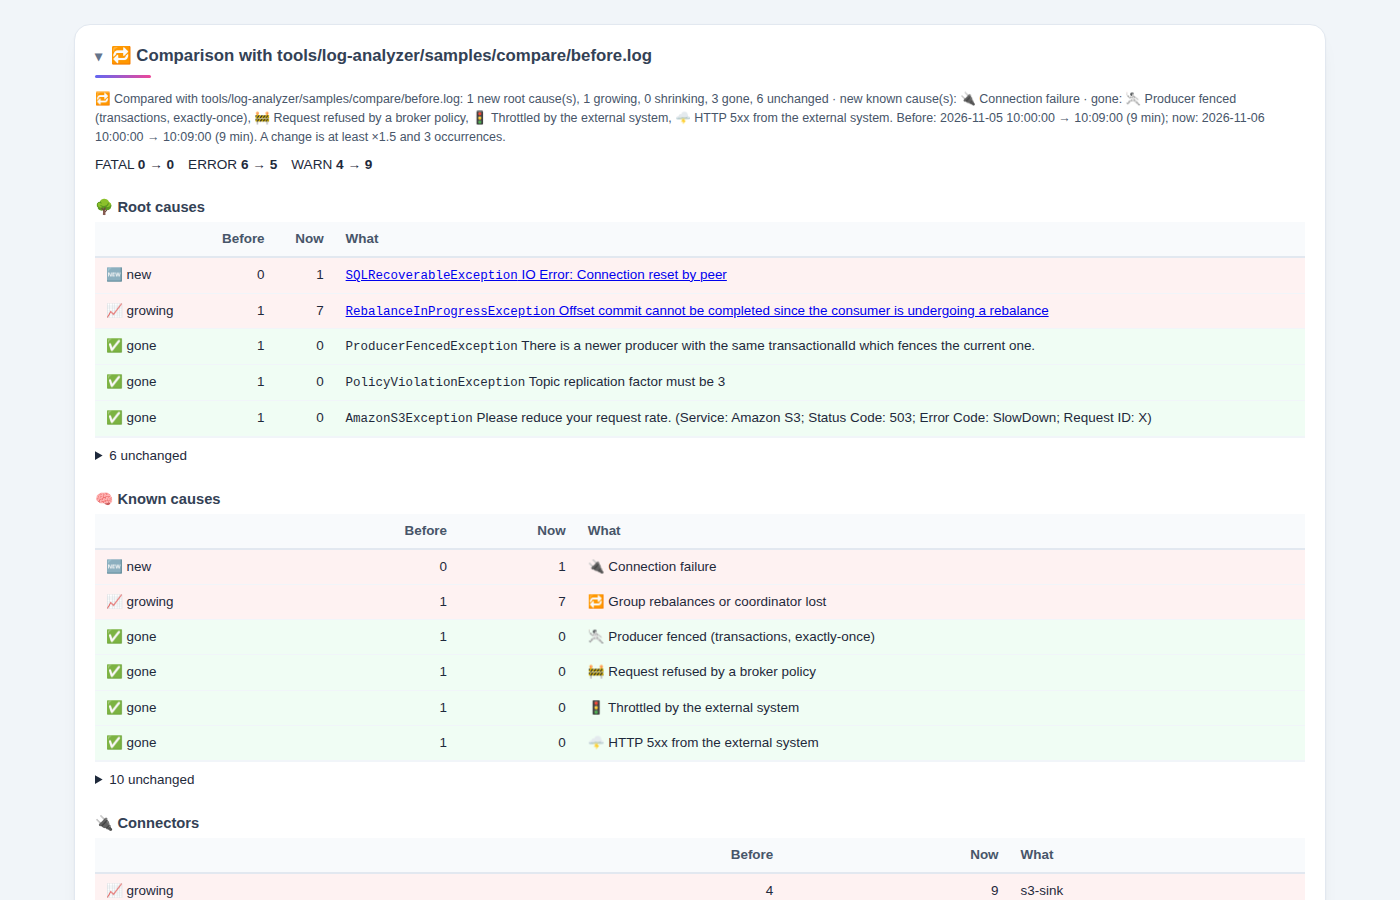 ▼ 🔁 Comparison with tools/log-analyzer/samples/compare/before.log
🔁 Compared with tools/log-analyzer/samples/compare/before.log: 1 new root cause(s), 1 growing, 0 shrinking, 3 gone, 6 unchanged · new known cause(s): 🔌 Connection failure · gone: 🤺 Producer fenced
(transactions, exactly-once), 🚧 Request refused by a broker policy, 🚦 Throttled by the external system, 🌩️ HTTP 5xx from the external system. Before: 2026-11-05 10:00:00 → 10:09:00 (9 min); now: 2026-11-06
10:00:00 → 10:09:00 (9 min). A change is at least ×1.5 and 3 occurrences.
FATAL 0 → 0 ERROR 6 → 5 WARN 4 → 9
🌳 Root causes
Before Now What
🆕 new 0 1 SQLRecoverableException IO Error: Connection reset by peer
📈 growing 1 7 RebalanceInProgressException Offset commit cannot be completed since the consumer is undergoing a rebalance
✅ gone 1 0 ProducerFencedException There is a newer producer with the same transactionalId which fences the current one.
✅ gone 1 0 PolicyViolationException Topic replication factor must be 3
✅ gone 1 0 AmazonS3Exception Please reduce your request rate. (Service: Amazon S3; Status Code: 503; Error Code: SlowDown; Request ID: X)
▶ 6 unchanged
🧠 Known causes
Before Now What
🆕 new 0 1 🔌 Connection failure
📈 growing 1 7 🔁 Group rebalances or coordinator lost
✅ gone 1 0 🤺 Producer fenced (transactions, exactly-once)
✅ gone 1 0 🚧 Request refused by a broker policy
✅ gone 1 0 🚦 Throttled by the external system
✅ gone 1 0 🌩️ HTTP 5xx from the external system
▶ 10 unchanged
🔌 Connectors
Before Now What
📈 growing 4 9 s3-sink